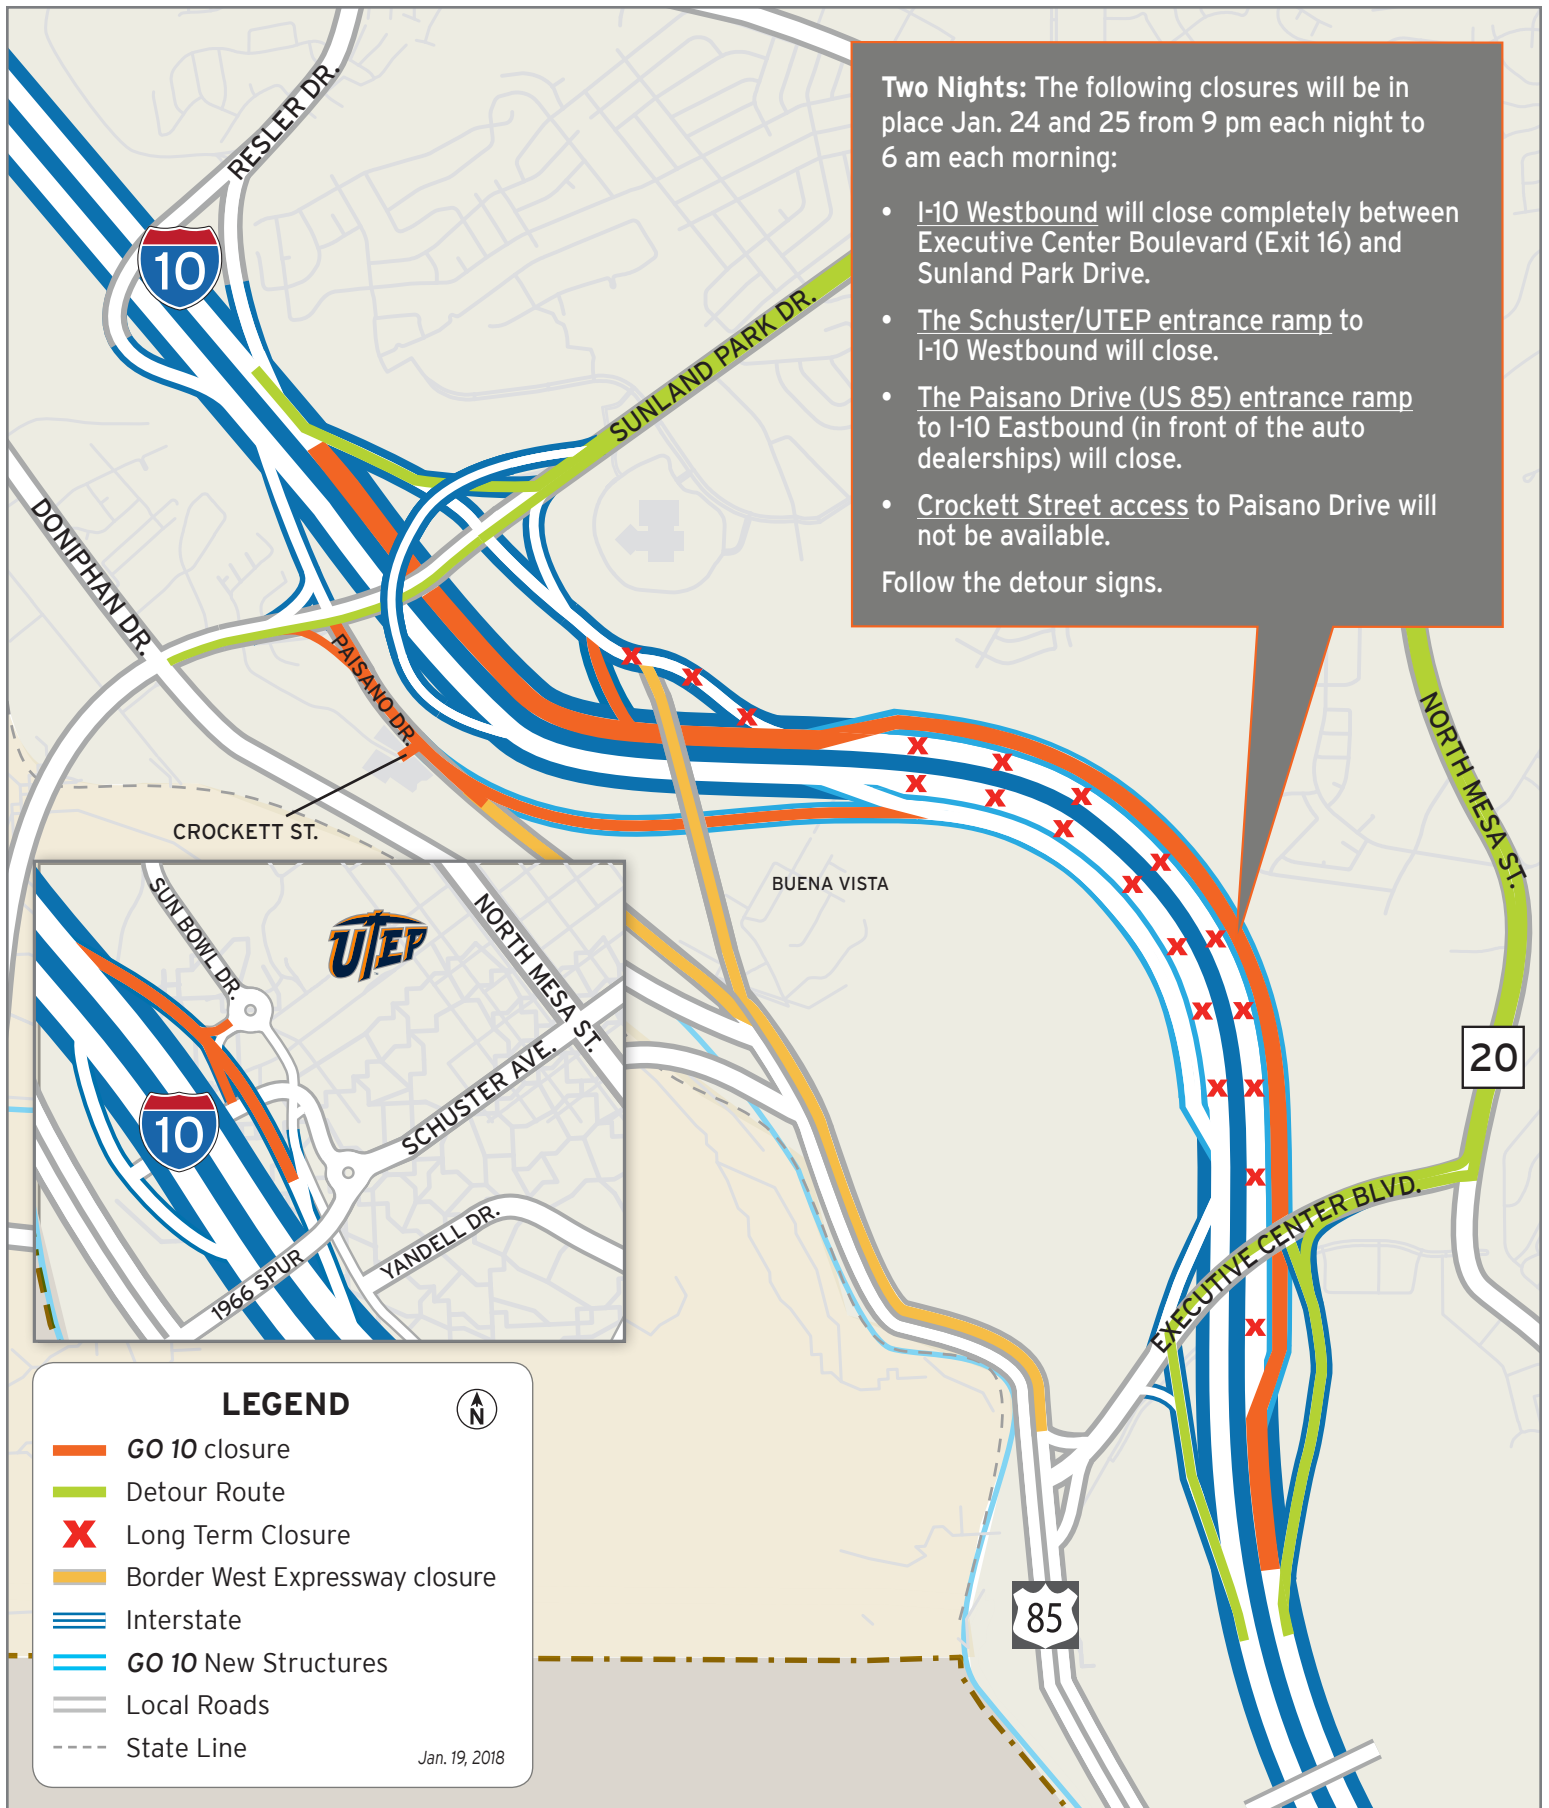 Two Nights: The following closures will be in
place Jan. 24 and 25 from 9 pm each night to
6 am each morning:
• I-10 Westbound will close completely between
Executive Center Boulevard (Exit 16) and
Sunland Park Drive.
• The Schuster/UTEP entrance ramp to
I-10 Westbound will close.
• The Paisano Drive (US 85) entrance ramp
to I-10 Eastbound (in front of the auto
dealerships) will close.
• Crockett Street access to Paisano Drive will
not be available.
Follow the detour signs.
RESLER DR.
10
SUNLAND PARK DR.
DONIPHAN DR.
PAISANO DR.
CROCKETT ST.
BUENA VISTA
NORTH MESA ST.
20
EXECUTIVE CENTER BLVD.
85
SUN BOWL DR.
UTEP
NORTH MESA ST.
SCHUSTER AVE.
10
YANDELL DR.
1966 SPUR
LEGEND
N
GO 10 closure
Detour Route
Long Term Closure
Border West Expressway closure
Interstate
GO 10 New Structures
Local Roads
State Line
Jan. 19, 2018